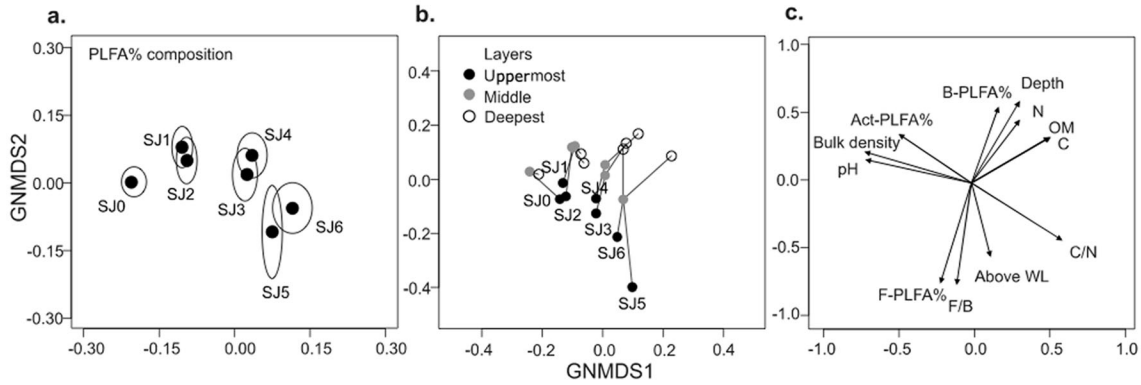 a.
b.
c.
PLFA% composition
GNMDS2
0.30
0.15
0.00
-0.15
-0.30
-0.30
-0.15
0.00
0.15
0.30
SJ1
SJ4
SJ0
SJ2
SJ3
SJ6
SJ5
Layers
Uppermost
Middle
Deepest
0.4
0.2
0.0
-0.2
-0.4
-0.4
-0.2
0.0
0.2
0.4
SJ1
SJ4
SJ0
SJ2
SJ3
SJ6
SJ5
GNMDS1
1.0
0.5
0.0
-0.5
-1.0
-1.0
-0.5
0.0
0.5
1.0
Depth
B-PLFA%
N
Act-PLFA%
OM
Bulk density
C
pH
C/N
Above WL
F-PLFA%
F/B